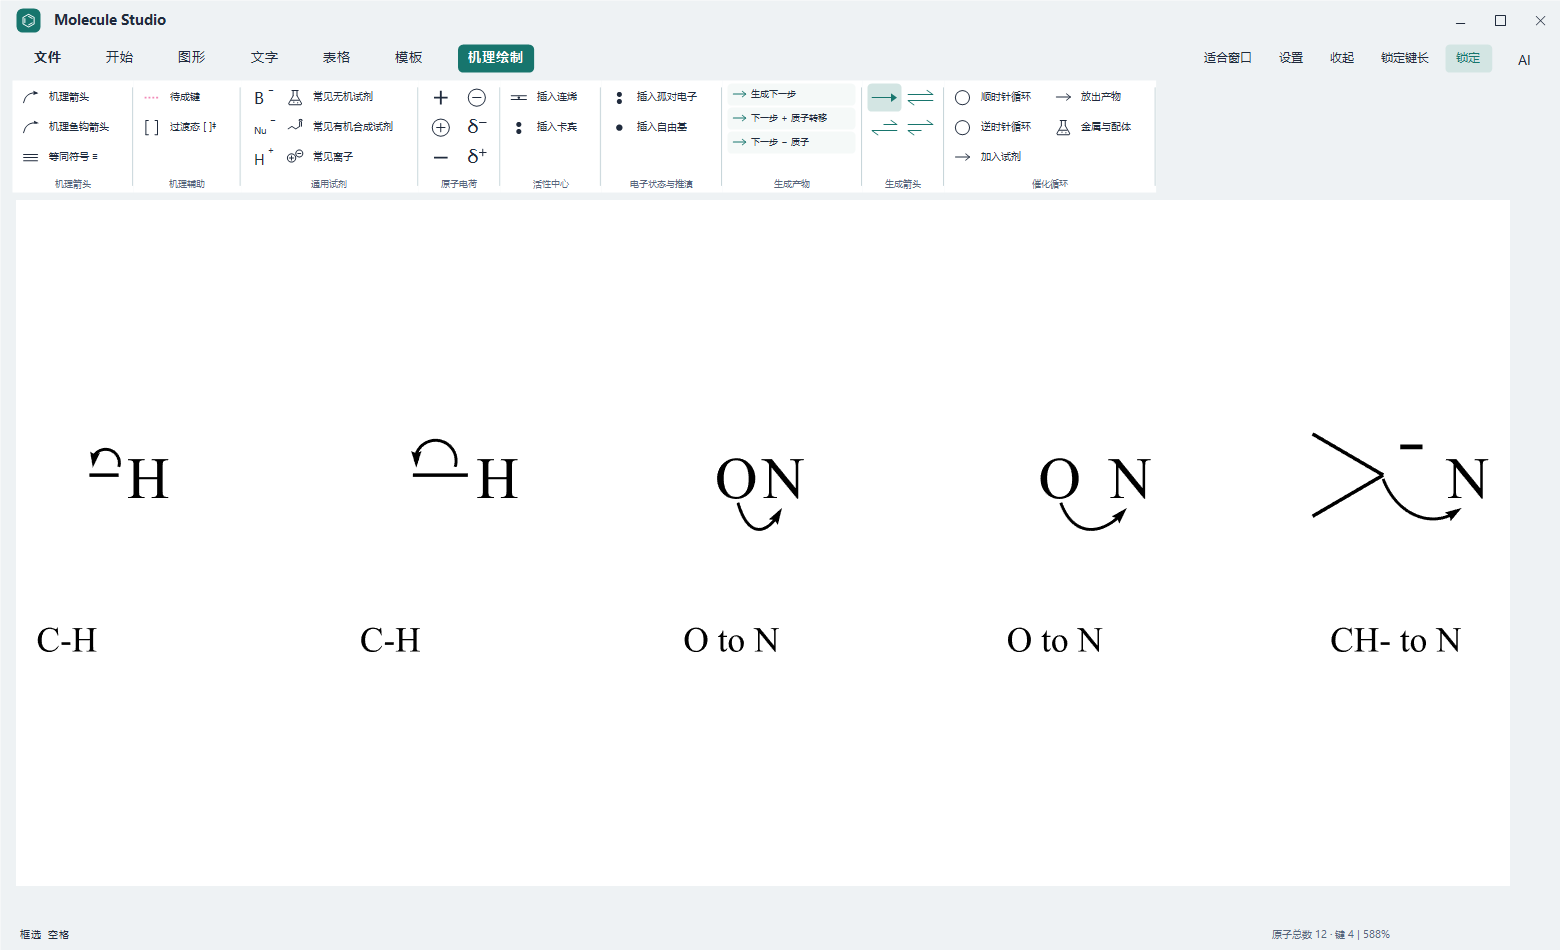 Molecule Studio
文件 开始 图形 文字 表格 模板 机理绘制 适合窗口 设置 收起 锁定键长 锁定 AI
机理箭头 待成键 B⁻ 常见无机试剂 + ⊖ 插入连烯 插入孤对电子 生成下一步 顺时针循环 放出产物
机理鱼钩箭头 [ ] 过渡态 [ ]‡ Nu⁻ 常见有机合成试剂 ⊕ δ⁻ 插入卡宾 插入自由基 下一步 + 质子转移 逆时针循环 金属与配体
等同符号 ≡ H⁺ 常见离子 − δ⁺ 下一步 − 质子 加入试剂
机理箭头 机理辅助 通用试剂 原子电荷 活性中心 电子状态与推演 生成产物 生成箭头 催化循环
H H O N O N − N
C-H C-H O to N O to N CH- to N
框选 空格 原子总数 12 · 键 4 | 588%